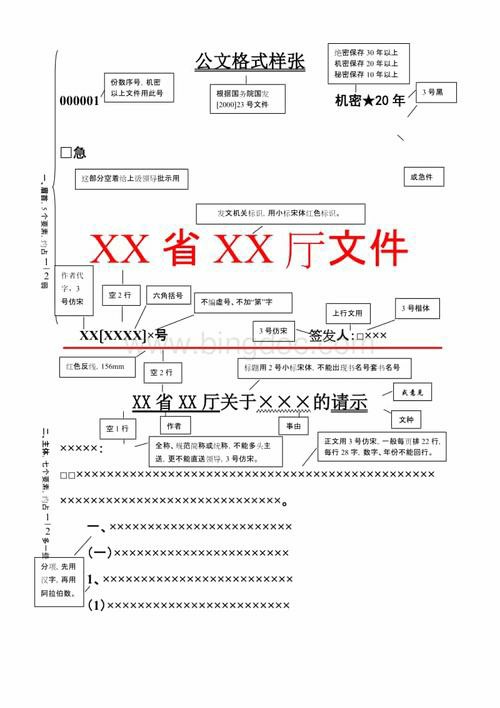 公文格式样张
绝密保存 30 年以上
机密保存 20 年以上
秘密保存 10 年以上
份数序号, 机密
以上文件用此号
根据国务院国发
[2000]23 号文件
000001
机密★20 年
3 号黑
□急
这部分空着给上级领导批示用
或急件
一、眉首, 5 个要素, 约占 一|2
发文机关标识, 用小标宋体红色标识。
XX 省 XX 厅文件
作者代
字, 3
号仿宋
空 2 行
六角括号
不编虚号、不加“第”字
上行文用
3 号楷体
3 号仿宋
XX[XXXX]×号
签发人:□×××
www.bingdoc.com
红色反线, 156mm
空 2 行
标题用 2 号小标宋体, 不能出现书名号套书名号
或意见
XX 省 XX 厅关于×××的请示
空 1 行
作者
事由
文种
二、主体, 七个要素, 约占 一|2 多一些
×××××:
全称、规范简称或统称, 不能多头主
送, 更不能直送领导, 3 号仿宋。
正文用 3 号仿宋, 一般每页排 22 行,
每行 28 字, 数字、年份不能回行。
□□×××××××××××××××××××××××××××××××××××××××××
×××××××××××××××××××××××××。
一、×××××××××××××××××××××
(一)××××××××××××××××××××
1、×××××××××××××××××××××
(1)××××××××××××××××××××
分项, 先用
汉字, 再用
阿拉伯数。